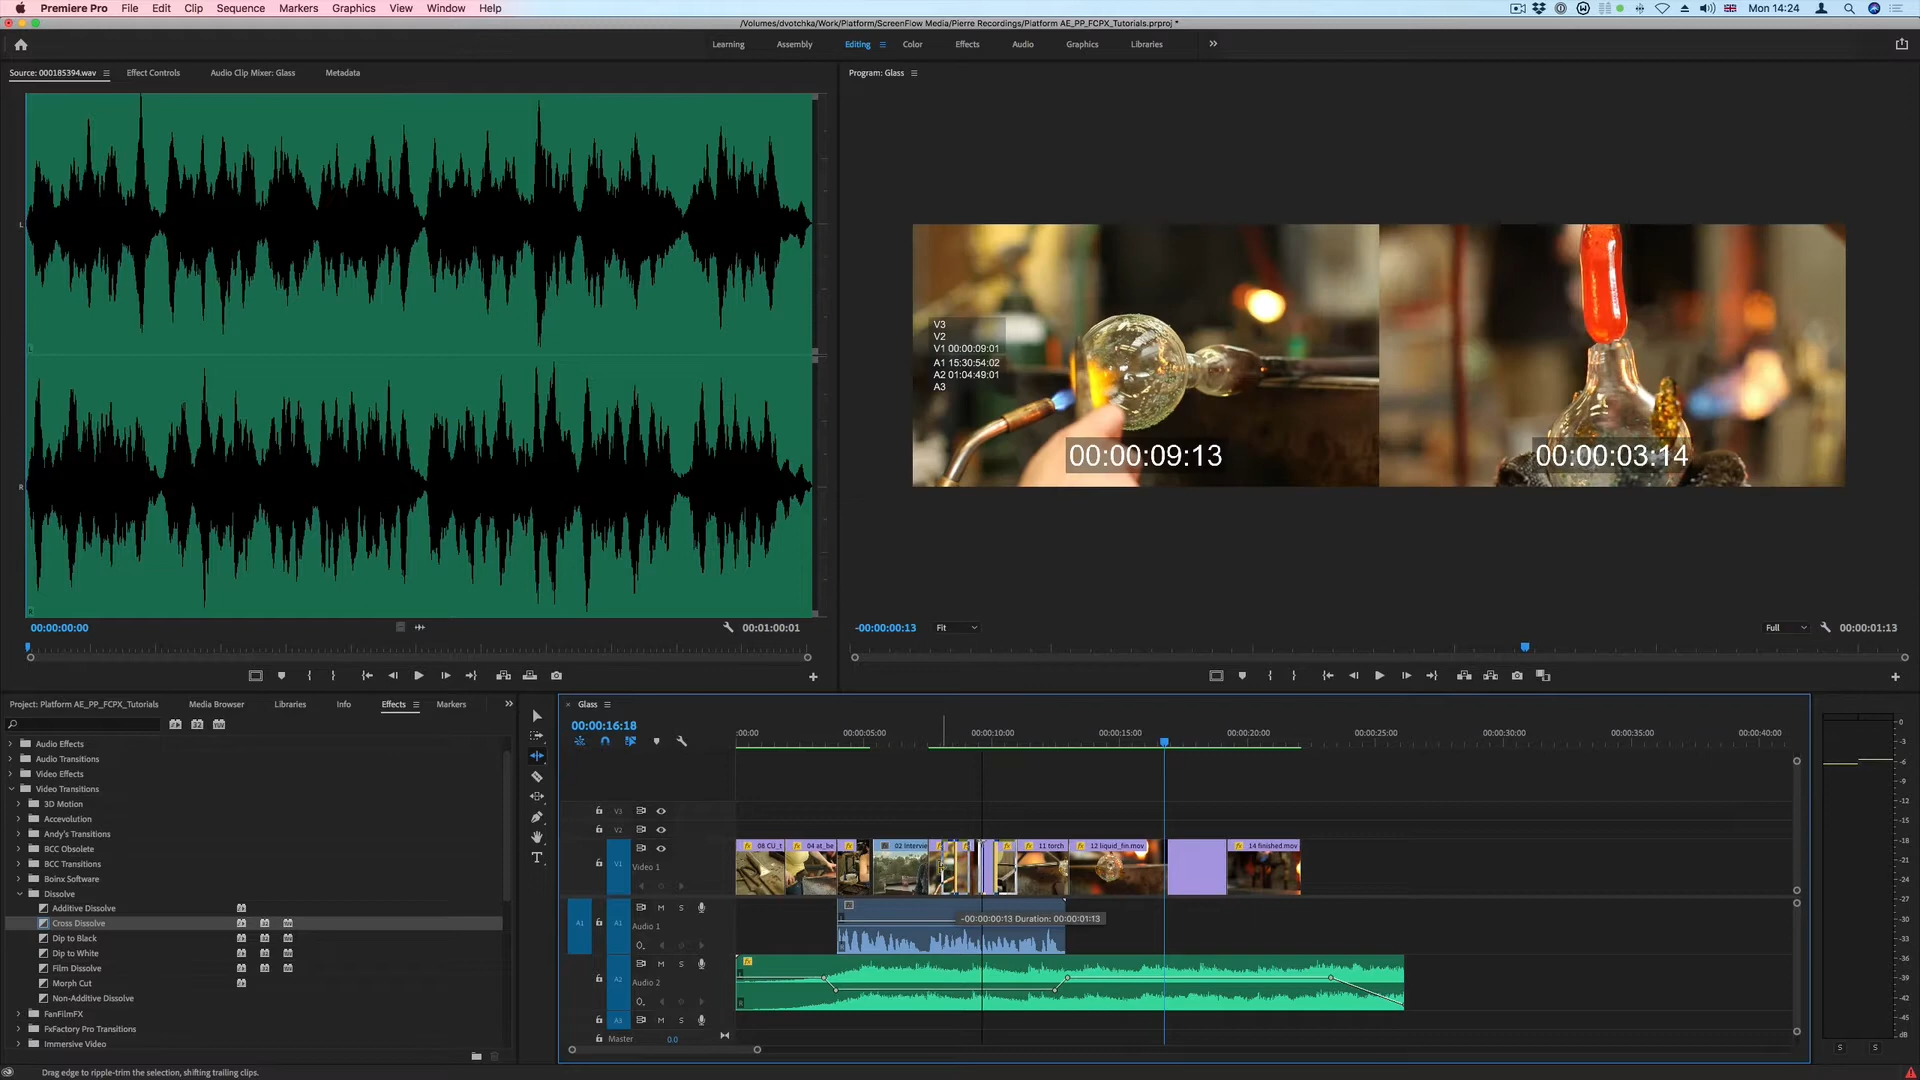 Premiere Pro File Edit Clip Sequence Markers Graphics View Window Help Mon 14:24
/Volumes/dvotchka/Work/Platform/ScreenFlow Media/Pierre Recordings/Platform AE_PP_FCPX_Tutorials.prproj *
Learning Assembly Editing Color Effects Audio Graphics Libraries
Source: 000185394.wav Effect Controls Audio Clip Mixer: Glass Metadata
Program: Glass
V3
V2
V1 00:00:09:01
A1 15:30:54:02
A2 01:04:49:01
A3
00:00:09:13 00:00:03:14
L
R
00:00:00:00 00:01:00:01
-00:00:00:13 Fit Full 00:00:01:13
Project: Platform AE_PP_FCPX_Tutorials Media Browser Libraries Info Effects Markers
Audio Effects
Audio Transitions
Video Effects
Video Transitions
3D Motion
Accevolution
Andy's Transitions
BCC Obsolete
BCC Transitions
Boinx Software
Dissolve
Additive Dissolve
Cross Dissolve
Dip to Black
Dip to White
Film Dissolve
Morph Cut
Non-Additive Dissolve
FanFilmFX
FxFactory Pro Transitions
Immersive Video
Glass
00:00:16:18
:00:00 00:00:05:00 00:00:10:00 00:00:15:00 00:00:20:00 00:00:25:00 00:00:30:00 00:00:35:00 00:00:40:00
V3
V2
08 CU_t 04 at_be 02 Intervie 11 torch 12 liquid_fin.mov 14 finished.mov
V1 Video 1
A1 A1 M S
Audio 1
-00:00:00:13 Duration: 00:00:01:13
A2 M S
Audio 2
A3 M S
Master 0.0
0
-6
-12
-15
-18
-21
-24
-27
-30
-33
-36
-39
-42
-45
dB
S S
Drag edge to ripple-trim the selection, shifting trailing clips.